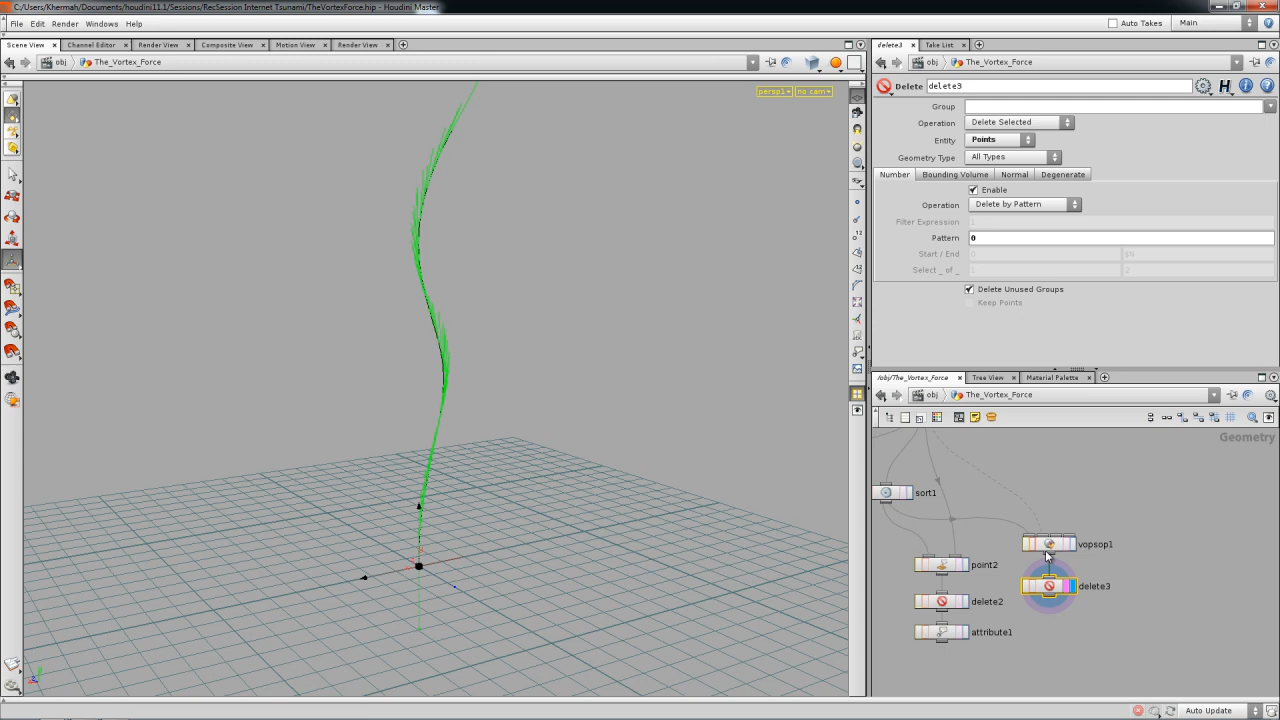 C:/Users/Khermah/Documents/houdini11.1/Sessions/RecSession Internet Tsunami/TheVortexForce.hip - Houdini Master
File Edit Render Windows Help
Auto Takes Main
Scene View Channel Editor Render View Composite View Motion View Render View
obj The_Vortex_Force
persp1 no cam
delete3 Take List
obj The_Vortex_Force
Delete delete3
Group
Operation Delete Selected
Entity Points
Geometry Type All Types
Number Bounding Volume Normal Degenerate
Enable
Operation Delete by Pattern
Filter Expression 1
Pattern 0
Start / End 0 $N
Select _ of _ 1 2
Delete Unused Groups
Keep Points
/obj/The_Vortex_Force Tree View Material Palette
obj The_Vortex_Force
Geometry
sort1
vopsop1
point2
delete3
delete2
attribute1
Auto Update